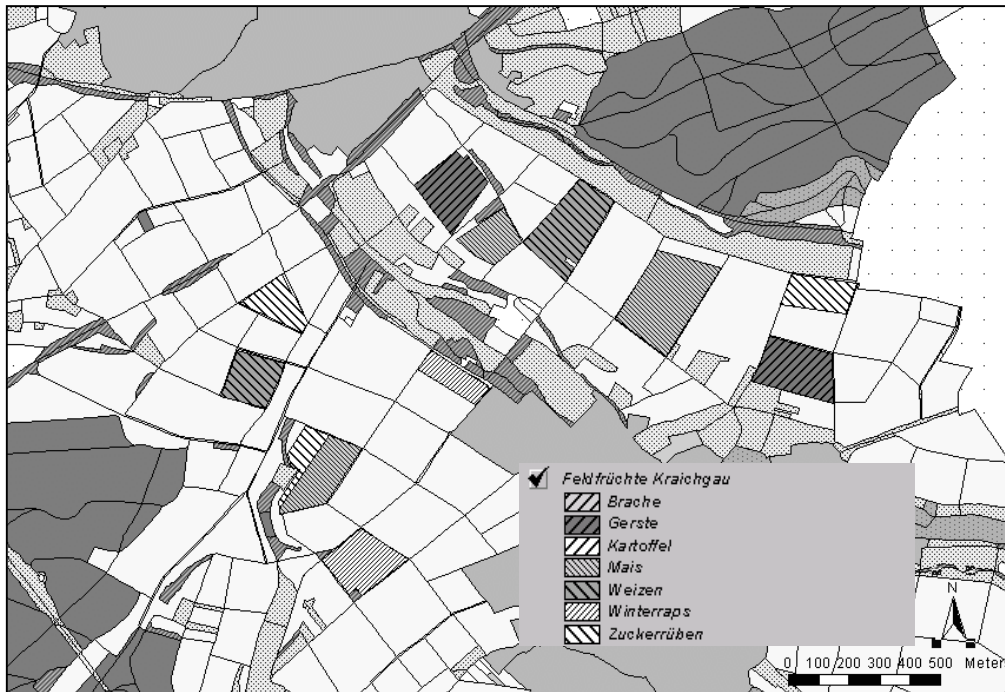 Feldfrüchte Kraichgau
Brache
Gerste
Kartoffel
Mais
Weizen
Winterraps
Zuckerrüben
N
0 100 200 300 400 500 Meter